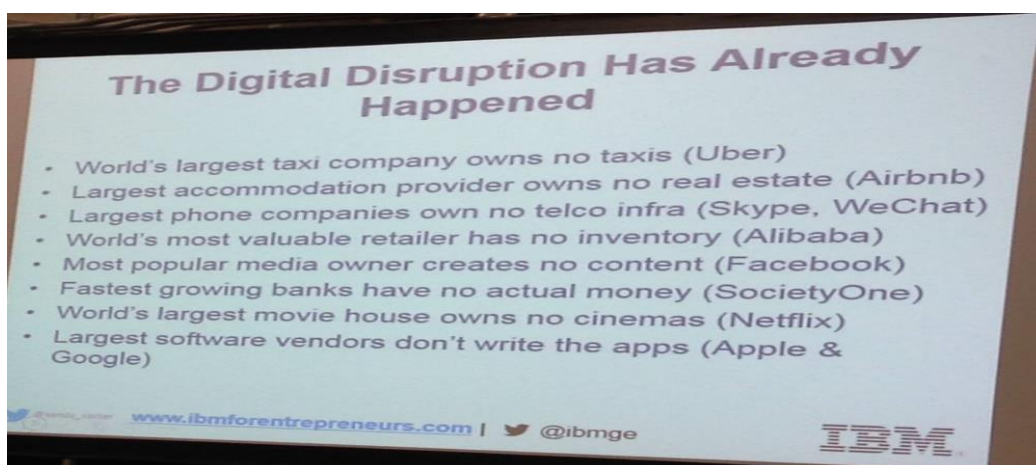 The Digital Disruption Has Already
Happened
• World's largest taxi company owns no taxis (Uber)
• Largest accommodation provider owns no real estate (Airbnb)
• Largest phone companies own no telco infra (Skype, WeChat)
• World's most valuable retailer has no inventory (Alibaba)
• Most popular media owner creates no content (Facebook)
• Fastest growing banks have no actual money (SocietyOne)
• World's largest movie house owns no cinemas (Netflix)
• Largest software vendors don't write the apps (Apple &
Google)
www.ibmforentrepreneurs.com | @ibmge
IBM